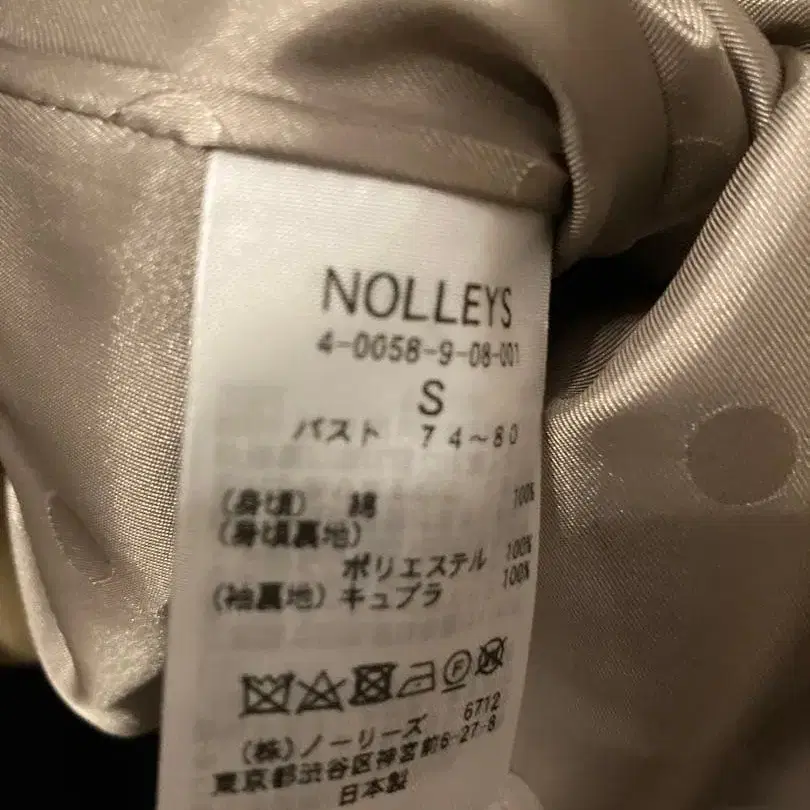 NOLLEYS
4-0058-9-08-001
S
バスト 74~80
(身頃) 綿 100%
(身頃裏地)
ポリエステル 100%
(袖裏地) キュプラ 100%
F
(株)ノーリーズ 6712
東京都渋谷区神宮前6-27-8
日本製